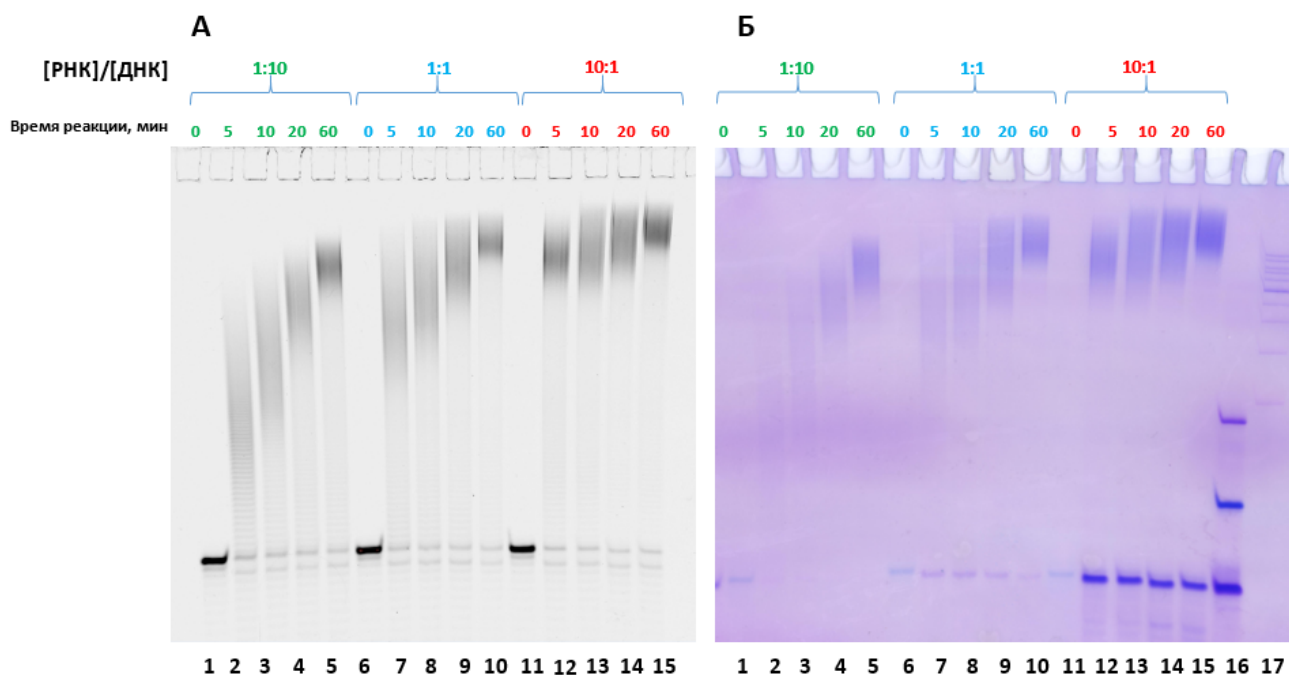 А Б
[РНК]/[ДНК] 1:10 1:1 10:1 1:10 1:1 10:1
Время реакции, мин 0 5 10 20 60 0 5 10 20 60 0 5 10 20 60 0 5 10 20 60 0 5 10 20 60 0 5 10 20 60
1 2 3 4 5 6 7 8 9 10 11 12 13 14 15 1 2 3 4 5 6 7 8 9 10 11 12 13 14 15 16 17